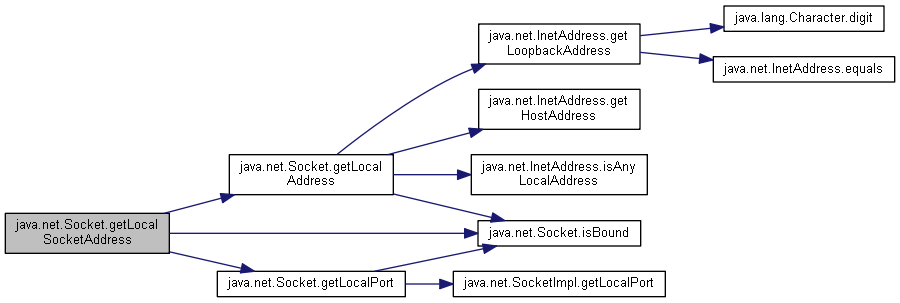 java.lang.Character.digit
java.net.InetAddress.get
LoopbackAddress
java.net.InetAddress.equals
java.net.InetAddress.get
HostAddress
java.net.Socket.getLocal
Address
java.net.InetAddress.isAny
LocalAddress
java.net.Socket.getLocal
SocketAddress
java.net.Socket.isBound
java.net.Socket.getLocalPort
java.net.SocketImpl.getLocalPort